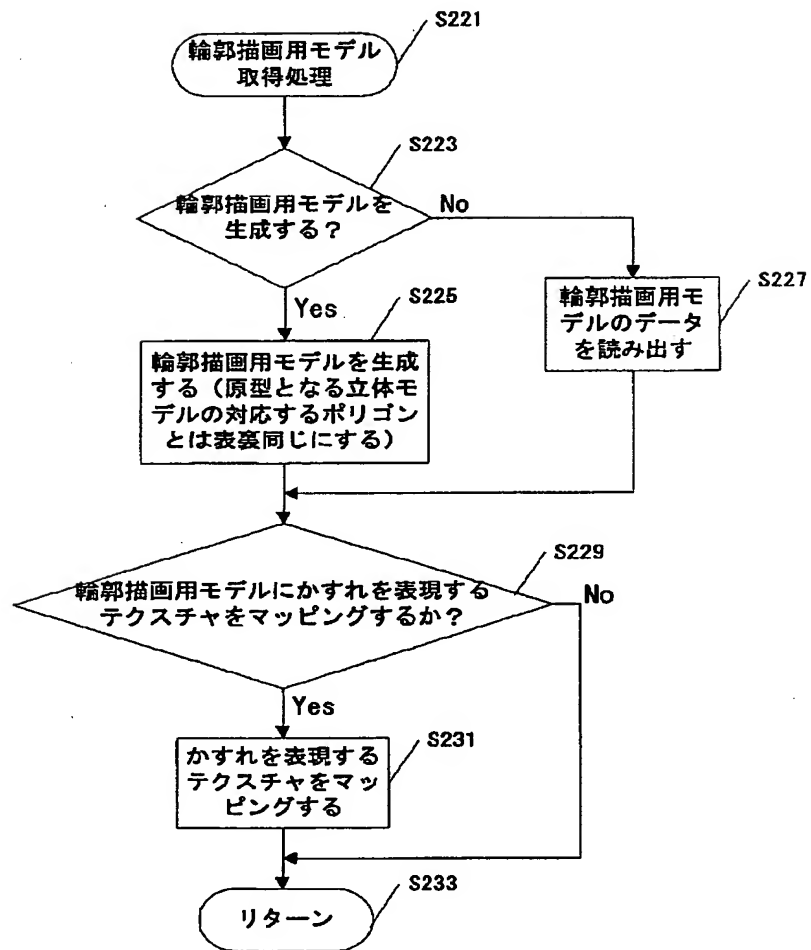 S221
輪郭描画用モデル
取得処理
S223
輪郭描画用モデルを
生成する？
No
Yes
S225
輪郭描画用モデルを生成
する（原型となる立体モ
デルの対応するポリゴン
とは表裏同じにする）
S227
輪郭描画用モ
デルのデータ
を読み出す
S229
輪郭描画用モデルにかすれを表現する
テクスチャをマッピングするか？
No
Yes
S231
かすれを表現する
テクスチャをマッ
ピングする
S233
リターン